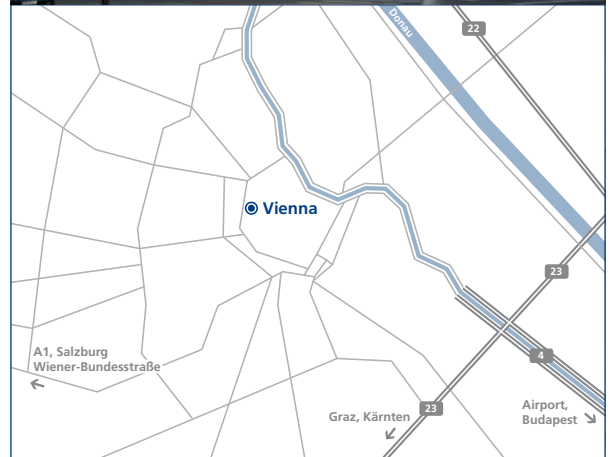 Donau
22
Vienna
23
A1, Salzburg
Wiener-Bundesstraße
4
23
Graz, Kärnten
Airport,
Budapest